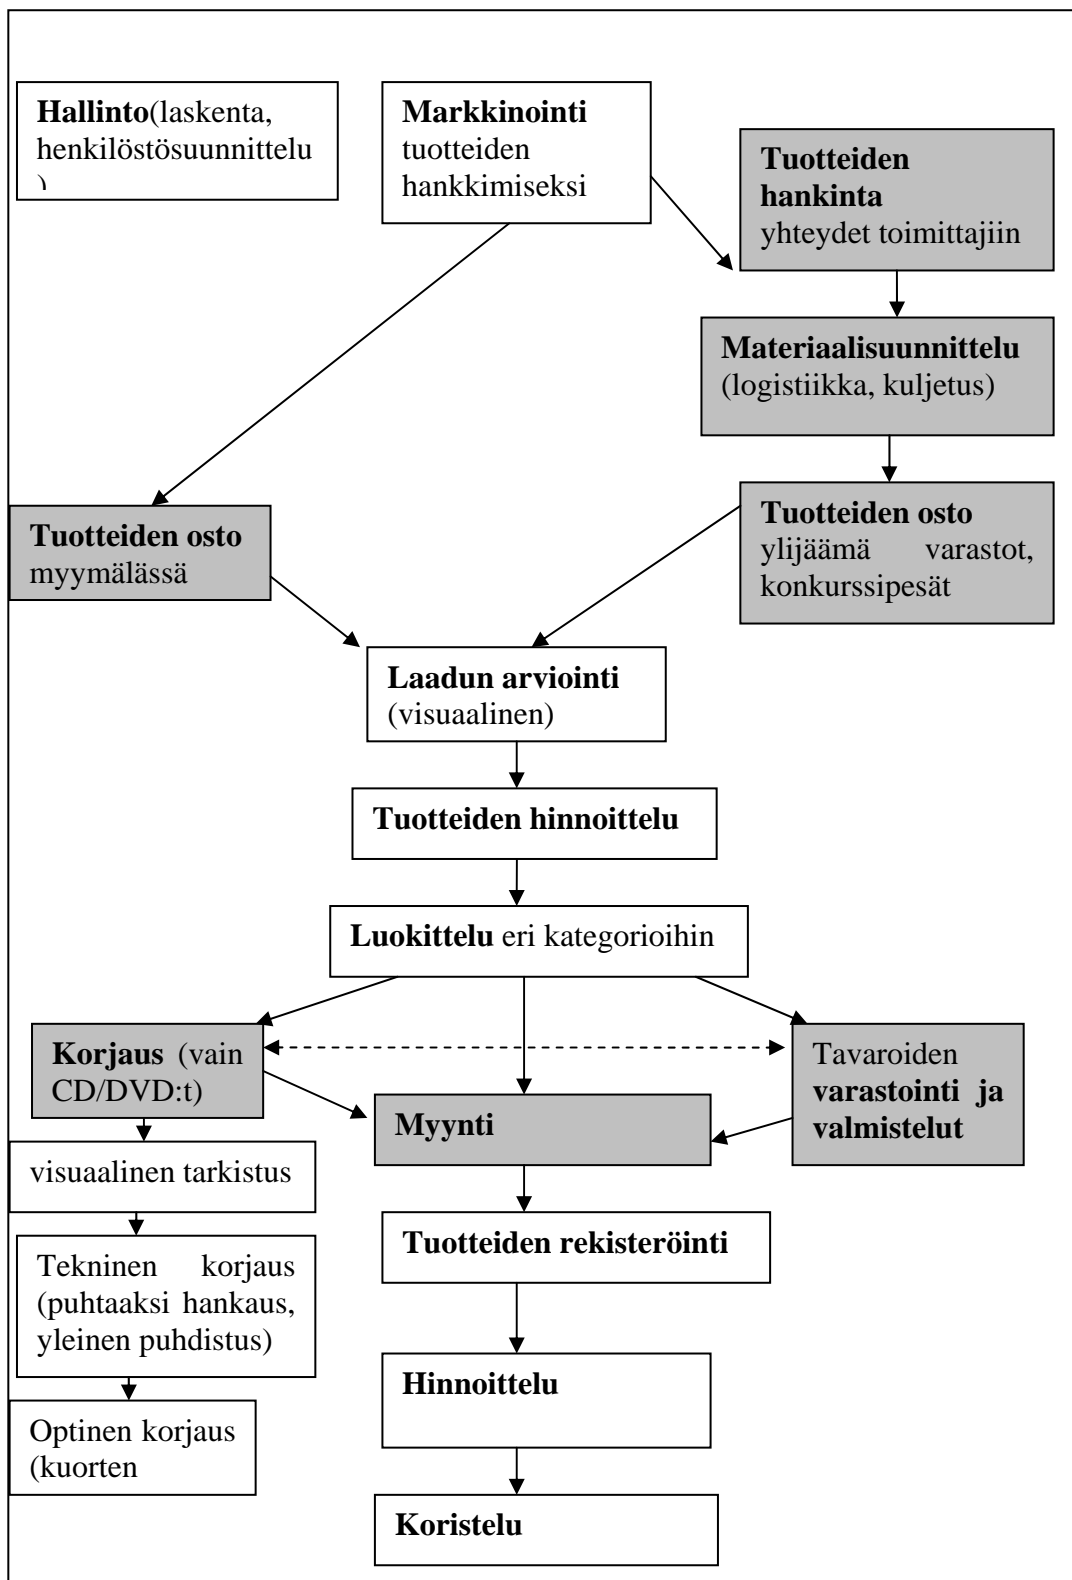 Hallinto(laskenta,
henkilöstösuunnittelu
)
Markkinointi
tuotteiden
hankkimiseksi
Tuotteiden
hankinta
yhteydet toimittajiin
Materiaalisuunnittelu
(logistiikka, kuljetus)
Tuotteiden osto
myymälässä
Tuotteiden osto
ylijäämä varastot,
konkurssipesät
Laadun arviointi
(visuaalinen)
Tuotteiden hinnoittelu
Luokittelu eri kategorioihin
Korjaus (vain
CD/DVD:t)
Myynti
Tavaroiden
varastointi ja
valmistelut
visuaalinen tarkistus
Tekninen korjaus
(puhtaaksi hankaus,
yleinen puhdistus)
Optinen korjaus
(kuorten
Tuotteiden rekisteröinti
Hinnoittelu
Koristelu